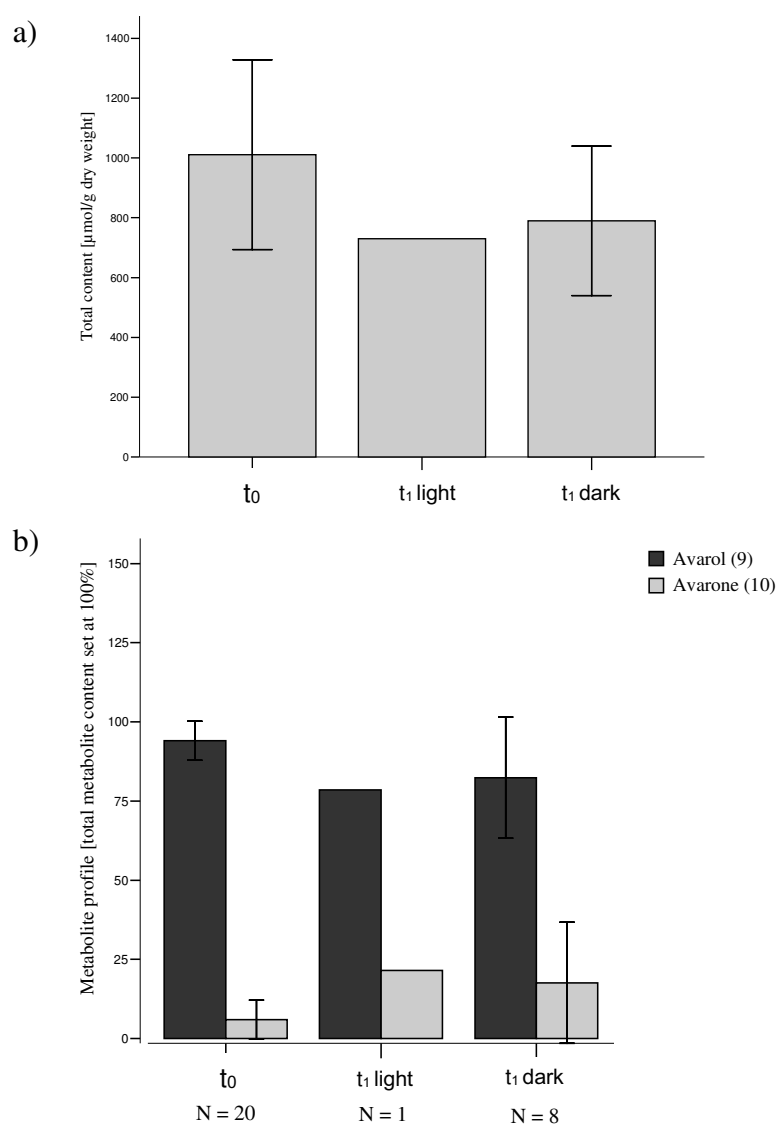 a)
Total content [µmol/g dry weight]
1400
1200
1000
800
600
400
200
0
t₀
t₁ light
t₁ dark
b)
Metabolite profile [total metabolite content set at 100%]
150
125
100
75
50
25
0
Avarol (9)
Avarone (10)
t₀
t₁ light
t₁ dark
N = 20
N = 1
N = 8